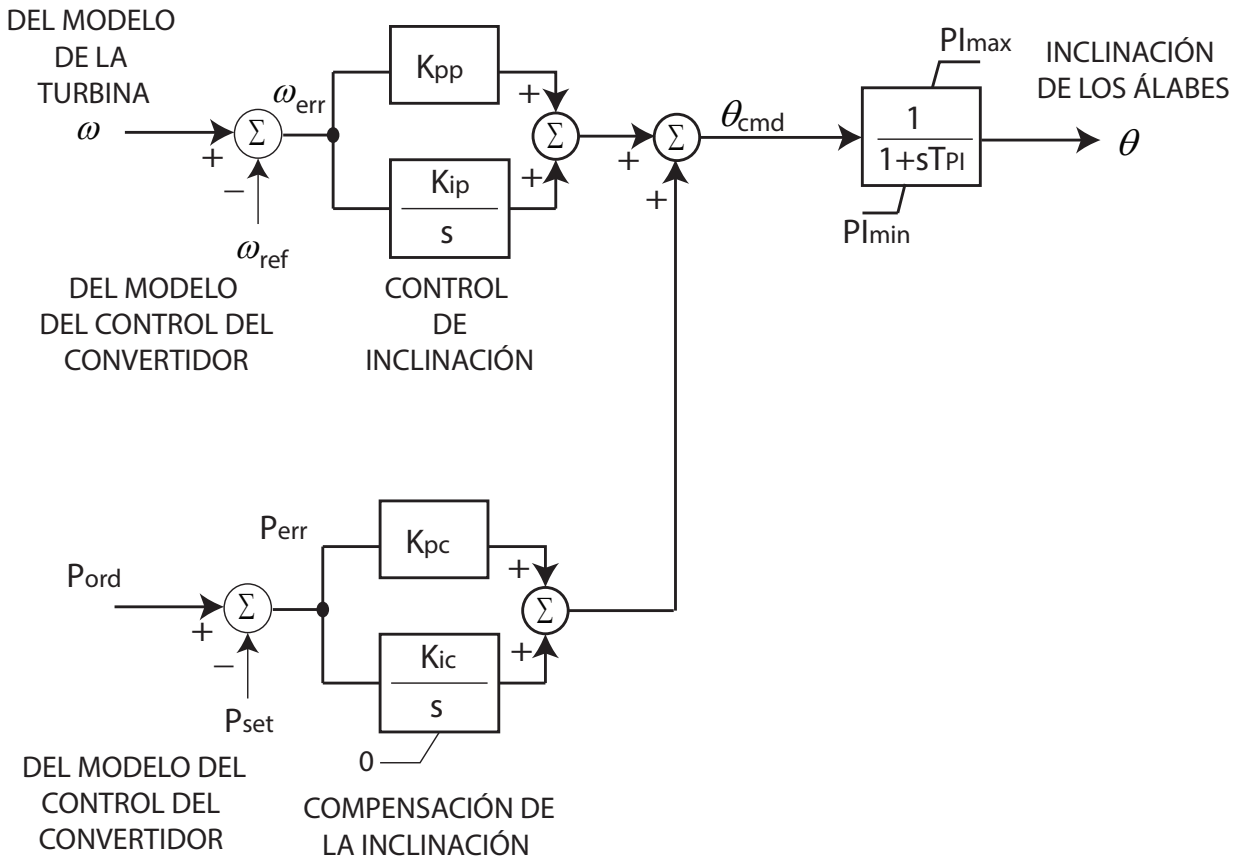 DEL MODELO
DE LA
TURBINA
ω
+
Σ
−
ω_ref
DEL MODELO
DEL CONTROL DEL
CONVERTIDOR
ω_err
Kpp
Kip
s
+
+
Σ
CONTROL
DE
INCLINACIÓN
+
+
Σ
θ_cmd
PImax
1
1+sTPI
PImin
INCLINACIÓN
DE LOS ÁLABES
θ
Pord
+
Σ
−
Pset
DEL MODELO DEL
CONTROL DEL
CONVERTIDOR
Perr
Kpc
Kic
s
0
+
+
Σ
COMPENSACIÓN DE
LA INCLINACIÓN